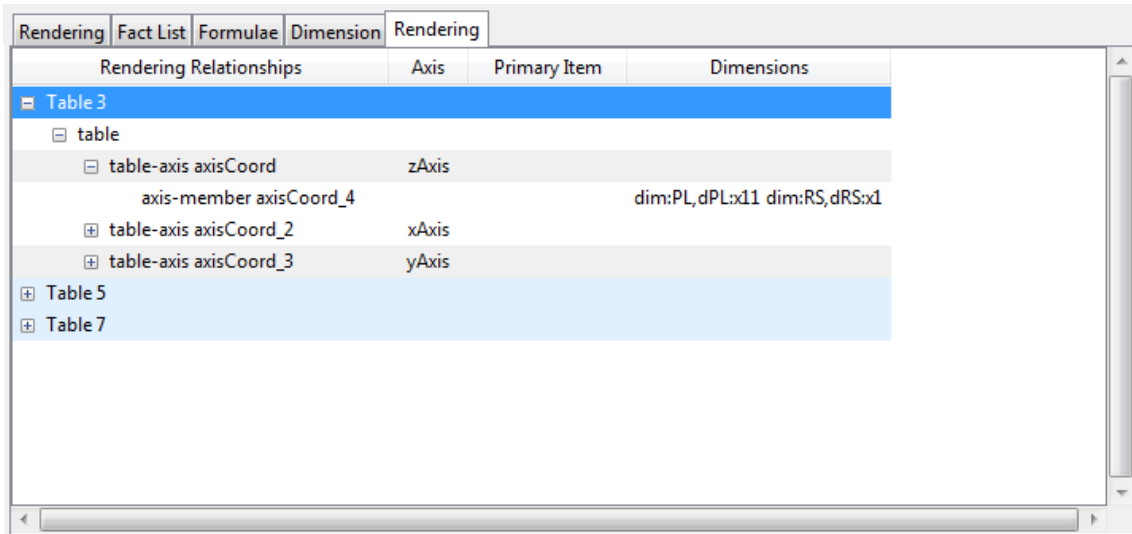 Rendering Fact List Formulae Dimension Rendering
Rendering Relationships Axis Primary Item Dimensions
Table 3
table
table-axis axisCoord zAxis
axis-member axisCoord_4 dim:PL,dPL:x11 dim:RS,dRS:x1
table-axis axisCoord_2 xAxis
table-axis axisCoord_3 yAxis
Table 5
Table 7